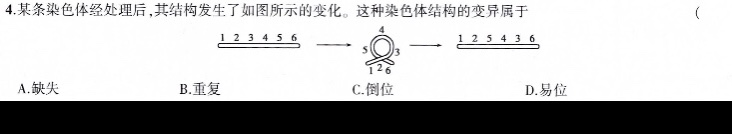 4.某条染色体经处理后,其结构发生了如图所示的变化。这种染色体结构的变异属于 (
1 2 3 4 5 6
4
5 3
1 2 6
1 2 5 4 3 6
A.缺失 B.重复 C.倒位 D.易位